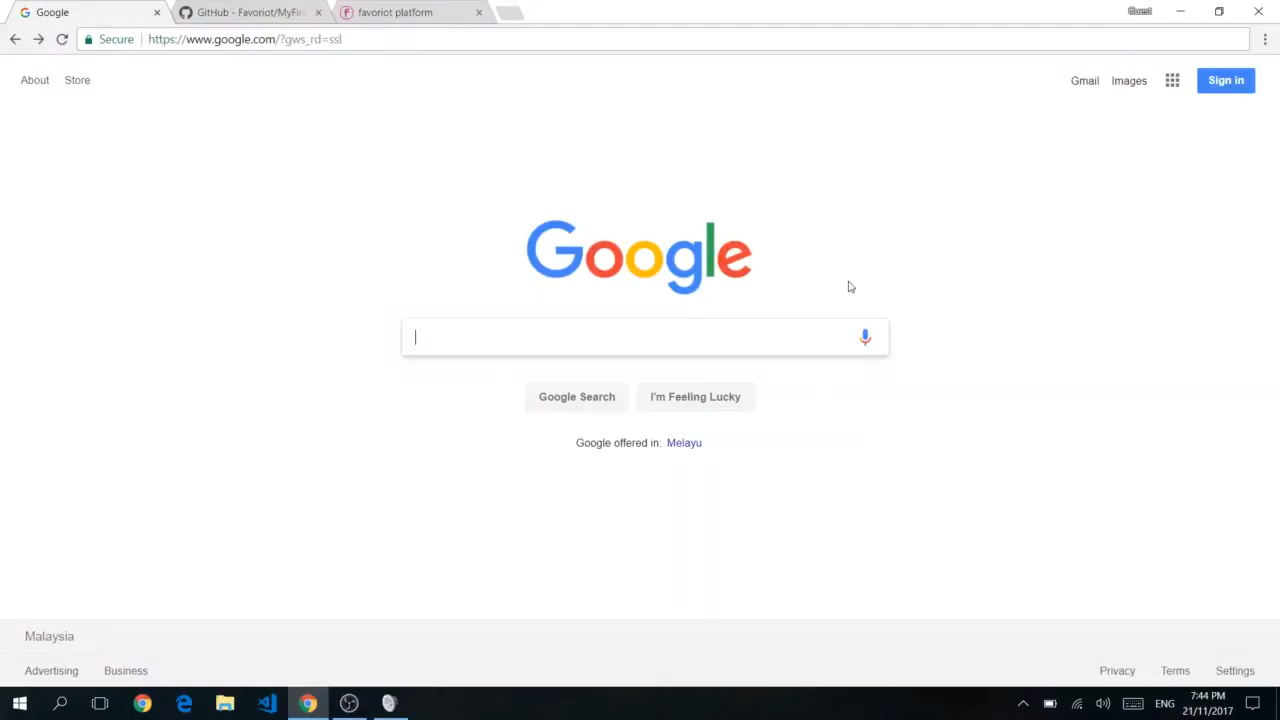 Google
GitHub - Favoriot/MyFir
favoriot platform
Guest
Secure
https://www.google.com/?gws_rd=ssl
About
Store
Gmail
Images
Sign in
Google
Google Search
I'm Feeling Lucky
Google offered in: Melayu
Malaysia
Advertising
Business
Privacy
Terms
Settings
ENG
7:44 PM
21/11/2017